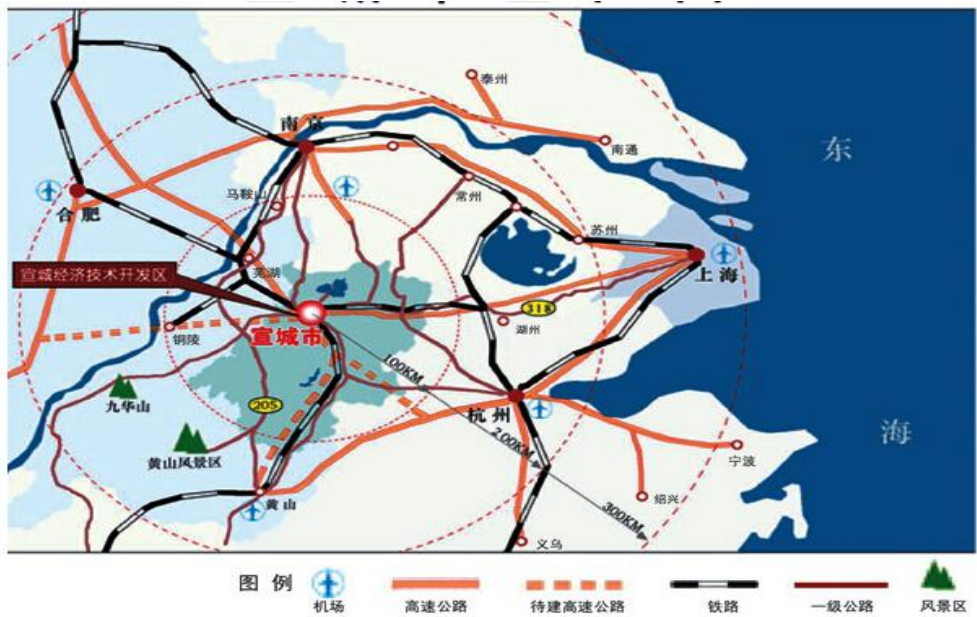 泰州
南京
南通
马鞍山
常州
合肥
苏州
东
宣城经济技术开发区
芜湖
上海
318
湖州
铜陵
宣城市
100KM
九华山
205
杭州
海
200KM
黄山风景区
宁波
黄山
绍兴
300KM
义乌
图例
机场
高速公路
待建高速公路
铁路
一级公路
风景区